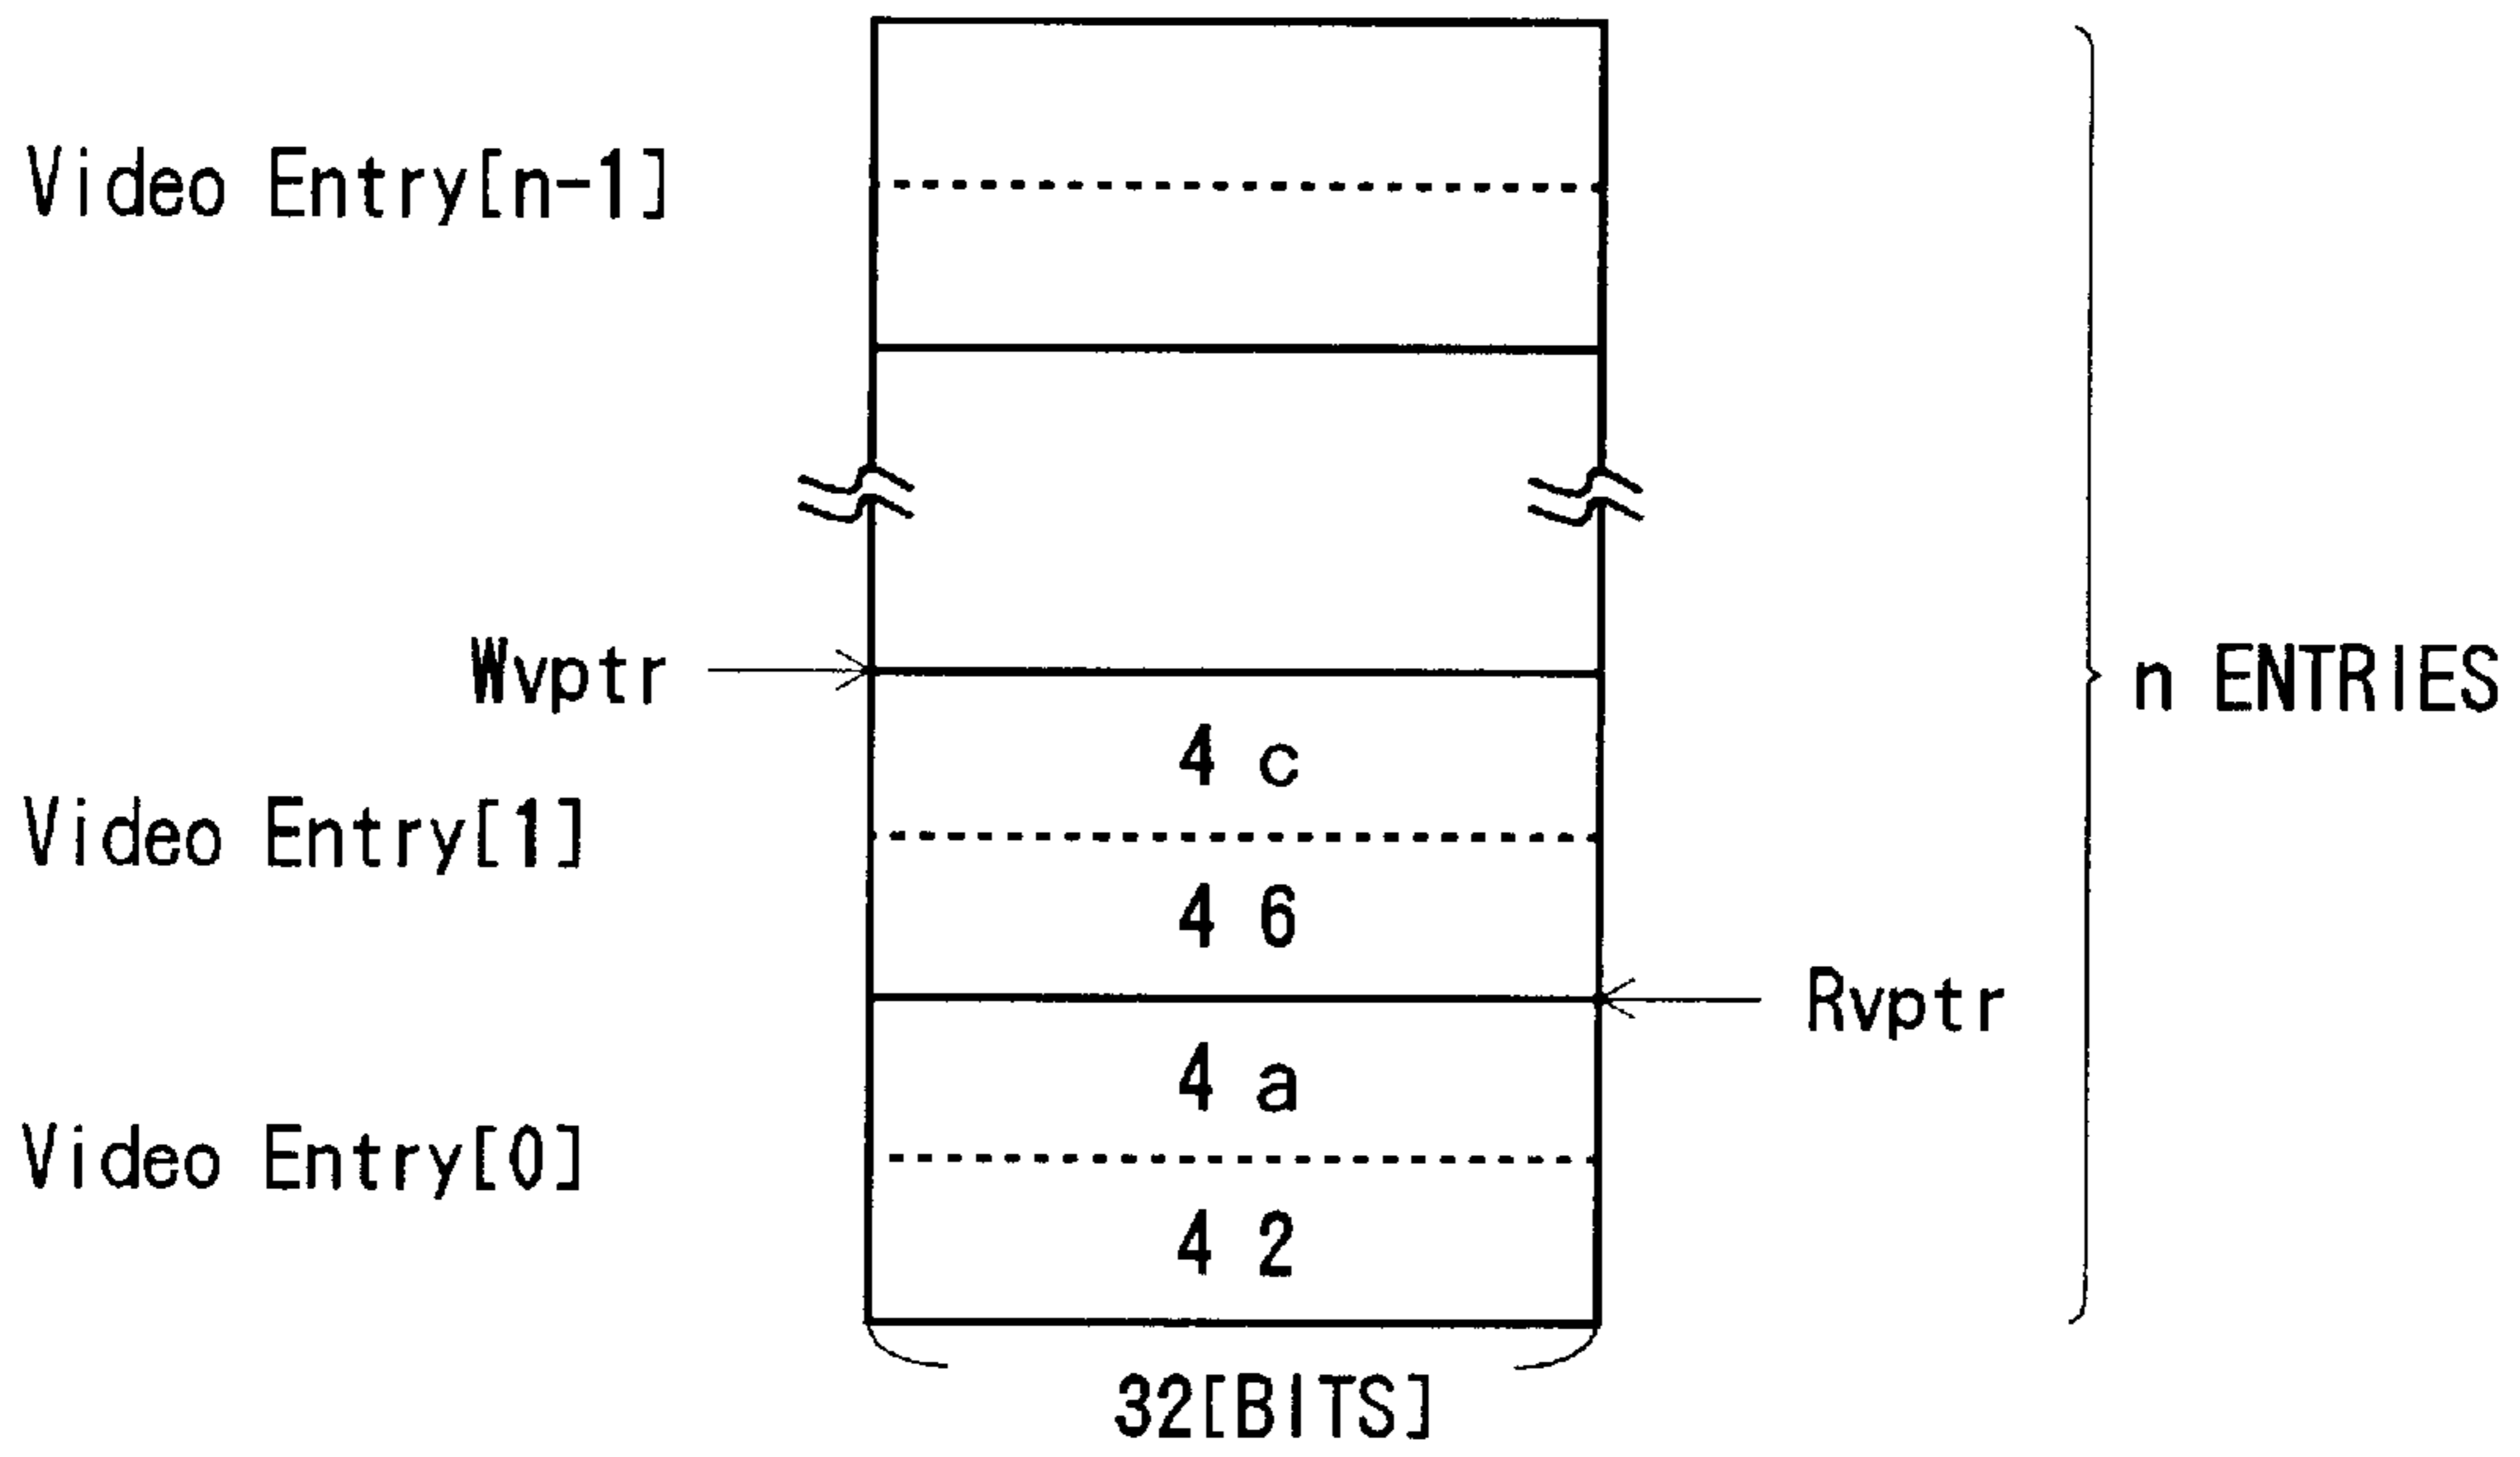 Video Entry[n-1]
Wvptr
n ENTRIES
4 c
Video Entry[1]
4 6
Rvptr
4 a
Video Entry[0]
4 2
32[BITS]